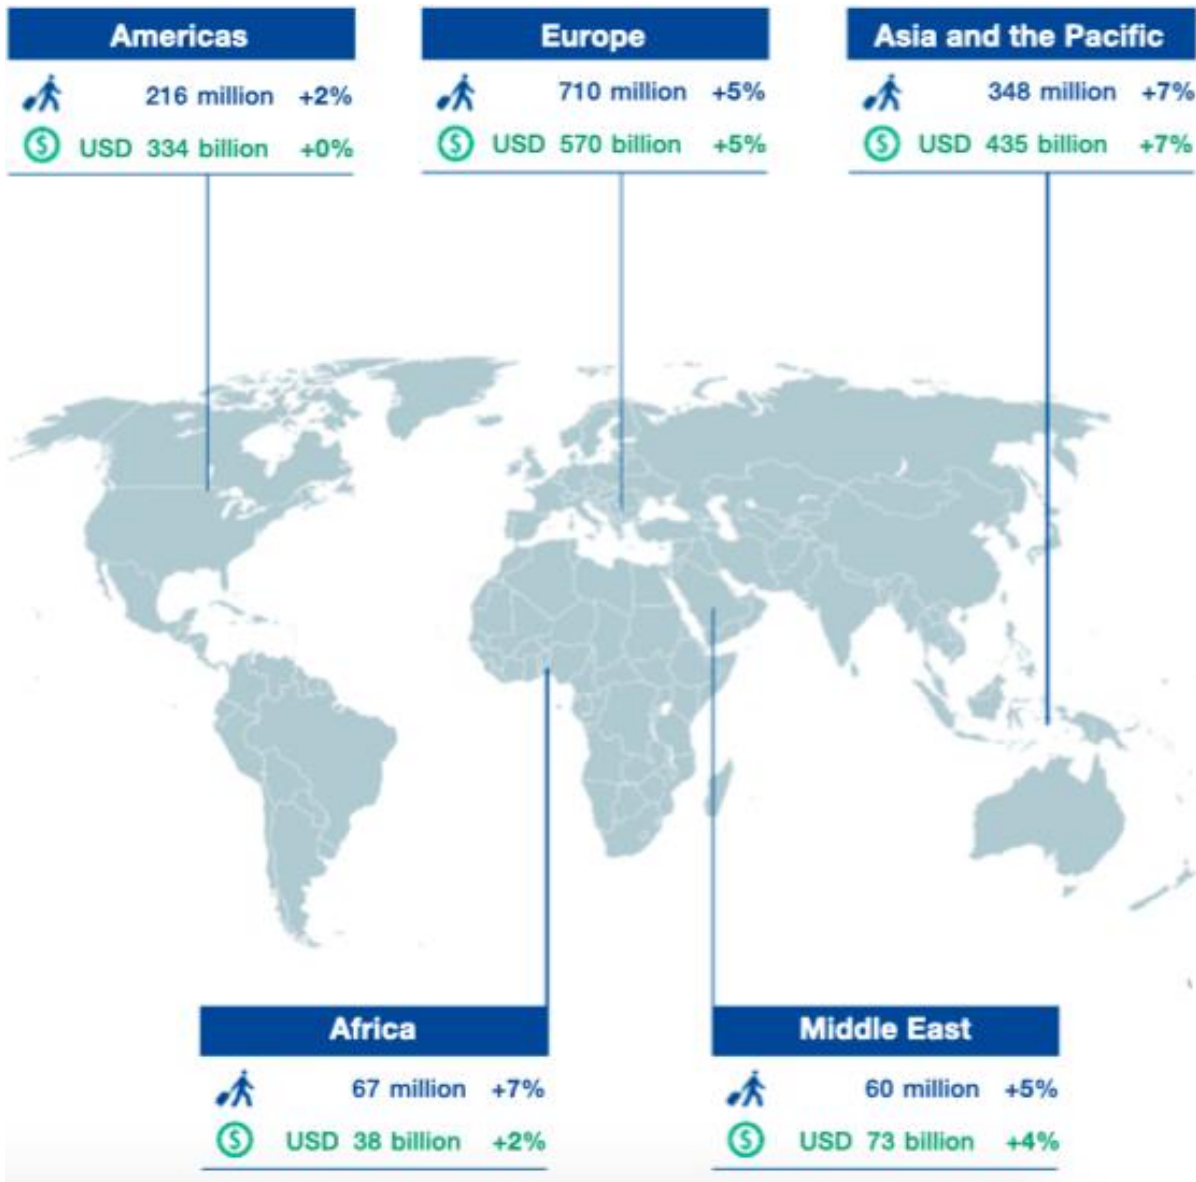 Americas
216 million +2%
$ USD 334 billion +0%
Europe
710 million +5%
$ USD 570 billion +5%
Asia and the Pacific
348 million +7%
$ USD 435 billion +7%
Africa
67 million +7%
$ USD 38 billion +2%
Middle East
60 million +5%
$ USD 73 billion +4%